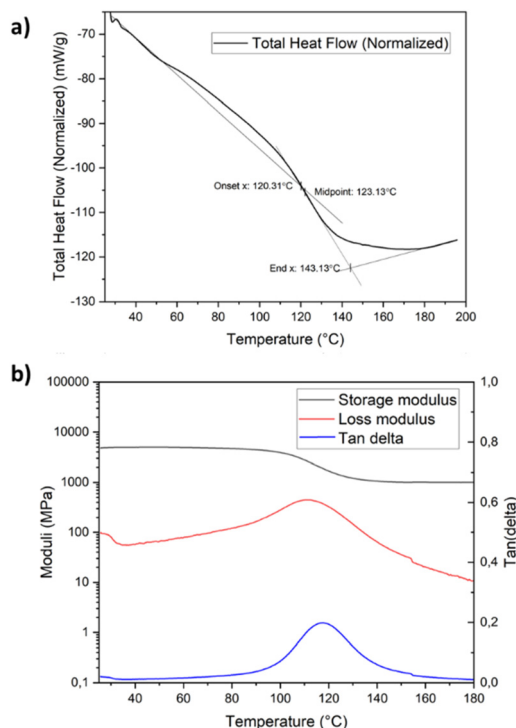 a)
Total Heat Flow (Normalized)
Total Heat Flow (Normalized) (mW/g)
-70
-80
-90
-100
-110
-120
-130
Onset x: 120.31°C
Midpoint: 123.13°C
End x: 143.13°C
40 60 80 100 120 140 160 180 200
Temperature (°C)
b)
Storage modulus
Loss modulus
Tan delta
Moduli (MPa)
100000
10000
1000
100
10
1
0,1
1,0
0,8
0,6
0,4
0,2
0,0
Tan(delta)
40 60 80 100 120 140 160 180
Temperature (°C)